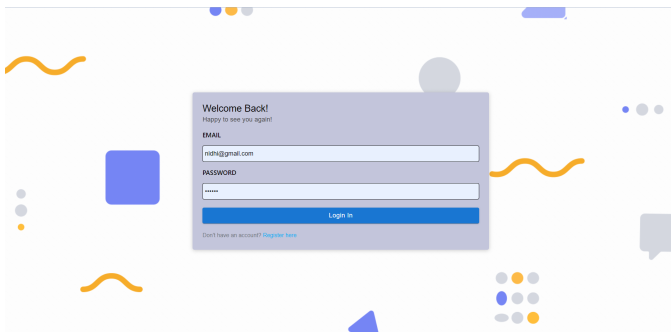 Welcome Back!
Happy to see you again!
EMAIL
nidhi@gmail.com
PASSWORD
••••••
Login In
Don't have an account? Register here